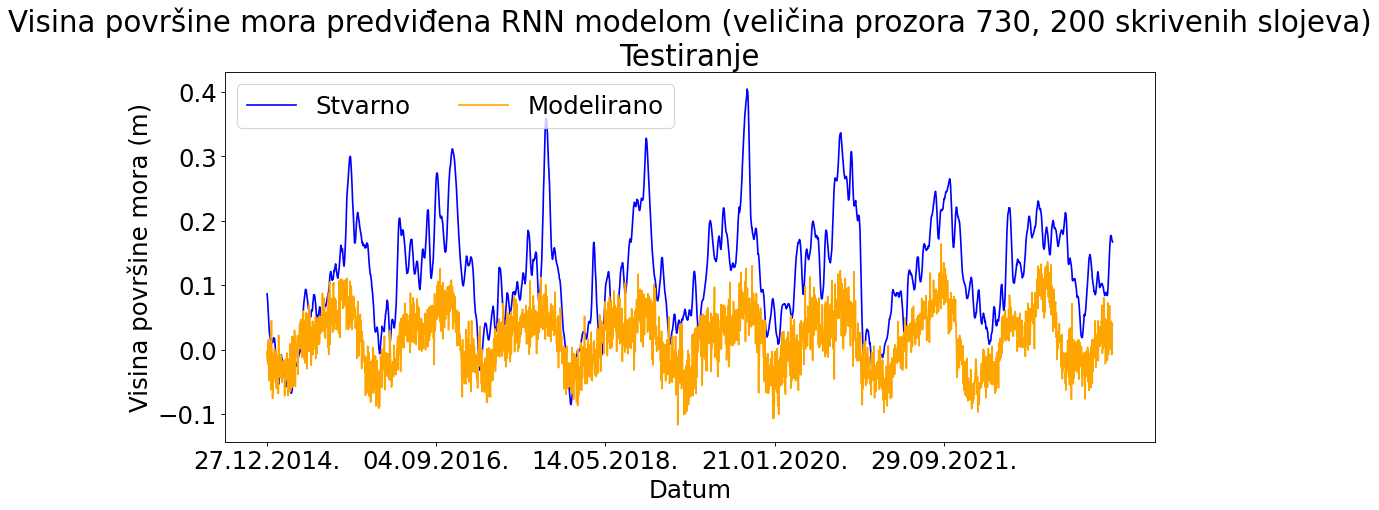 Visina površine mora predviđena RNN modelom (veličina prozora 730, 200 skrivenih slojeva)
Testiranje
Stvarno
Modelirano
Visina površine mora (m)
0.4
0.3
0.2
0.1
0.0
−0.1
27.12.2014.
04.09.2016.
14.05.2018.
21.01.2020.
29.09.2021.
Datum